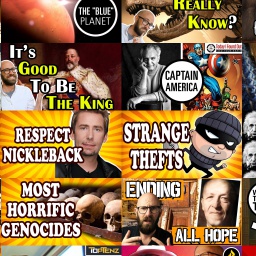 THE "BLUE"
PLANET
REALLY
KNOW?
IT'S
GOOD
TO BE
THE KING
CAPTAIN
AMERICA
RESPECT
NICKLEBACK
STRANGE
THEFTS
MOST
HORRIFIC
GENOCIDES
ENDING
ALL HOPE
TOPTENZ